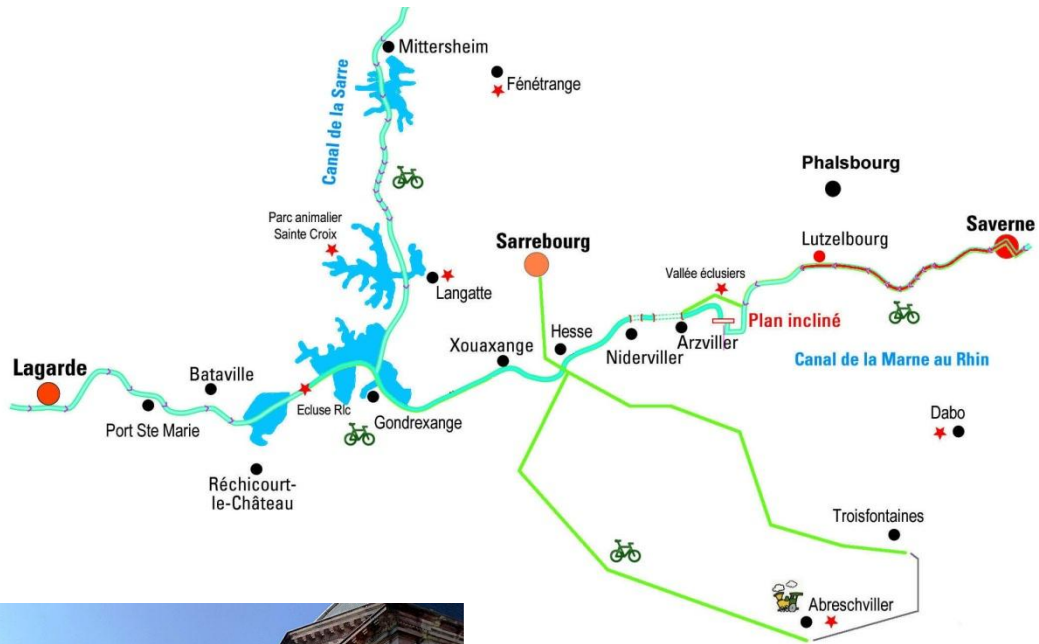 Mittersheim
Fénétrange
Canal de la Sarre
Phalsbourg
Parc animalier
Sainte Croix
Saverne
Sarrebourg
Lutzelbourg
Vallée éclusiers
Langatte
Plan incliné
Hesse
Xouaxange
Arzviller
Niderviller
Canal de la Marne au Rhin
Lagarde
Bataville
Ecluse Rlc
Gondrexange
Port Ste Marie
Dabo
Réchicourt-
le-Château
Troisfontaines
Abreschviller